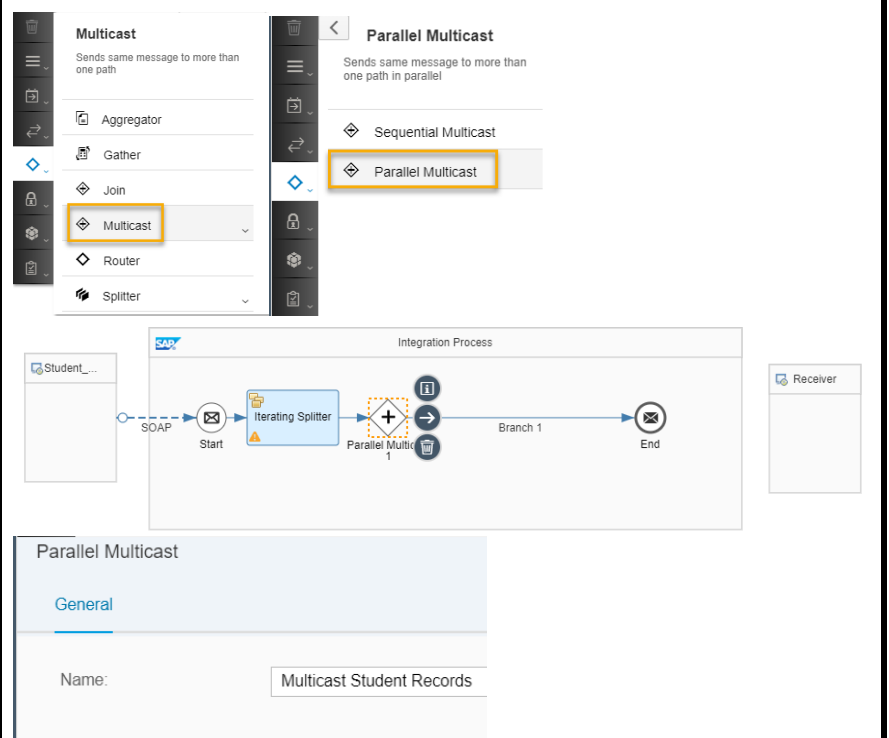 Multicast
Sends same message to more than
one path
Aggregator
Gather
Join
Multicast
Router
Splitter
Parallel Multicast
Sends same message to more than
one path in parallel
Sequential Multicast
Parallel Multicast
SAP
Integration Process
Student_...
Receiver
SOAP
Start
Iterating Splitter
Parallel Multic
1
Branch 1
End
Parallel Multicast
General
Name:
Multicast Student Records